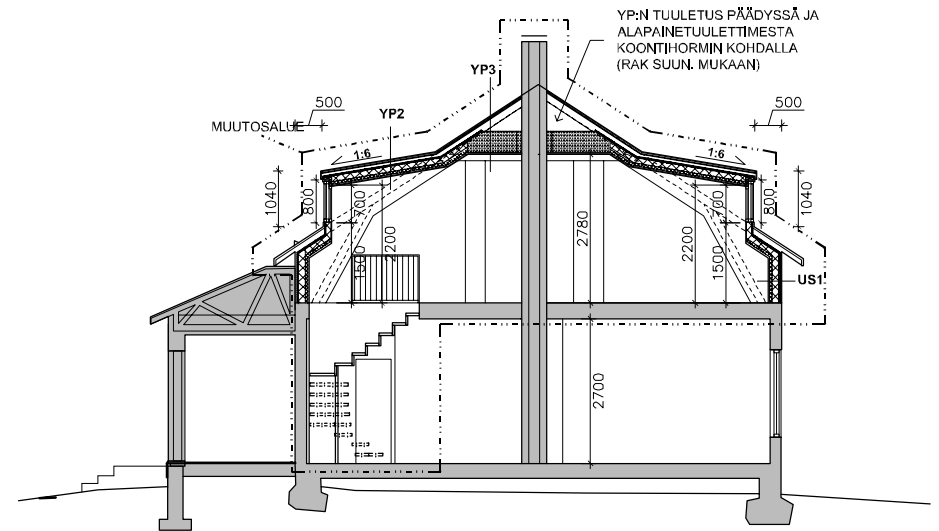 YP:N TUULETUS PÄÄDYSSÄ JA
ALAPAINETUULETTIMESTA
KOONTIHORMIN KOHDALLA
(RAK SUUN. MUKAAN)
YP3
500
500
YP2
MUUTOSALUE
1:6
1:6
1040
800
700
2200
1500
2780
2200
700
1500
800
1040
US1
2700